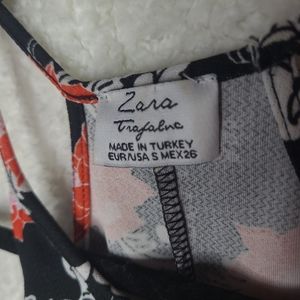 Zara
Trafaluc
MADE IN TURKEY
EUR/USA S MEX26